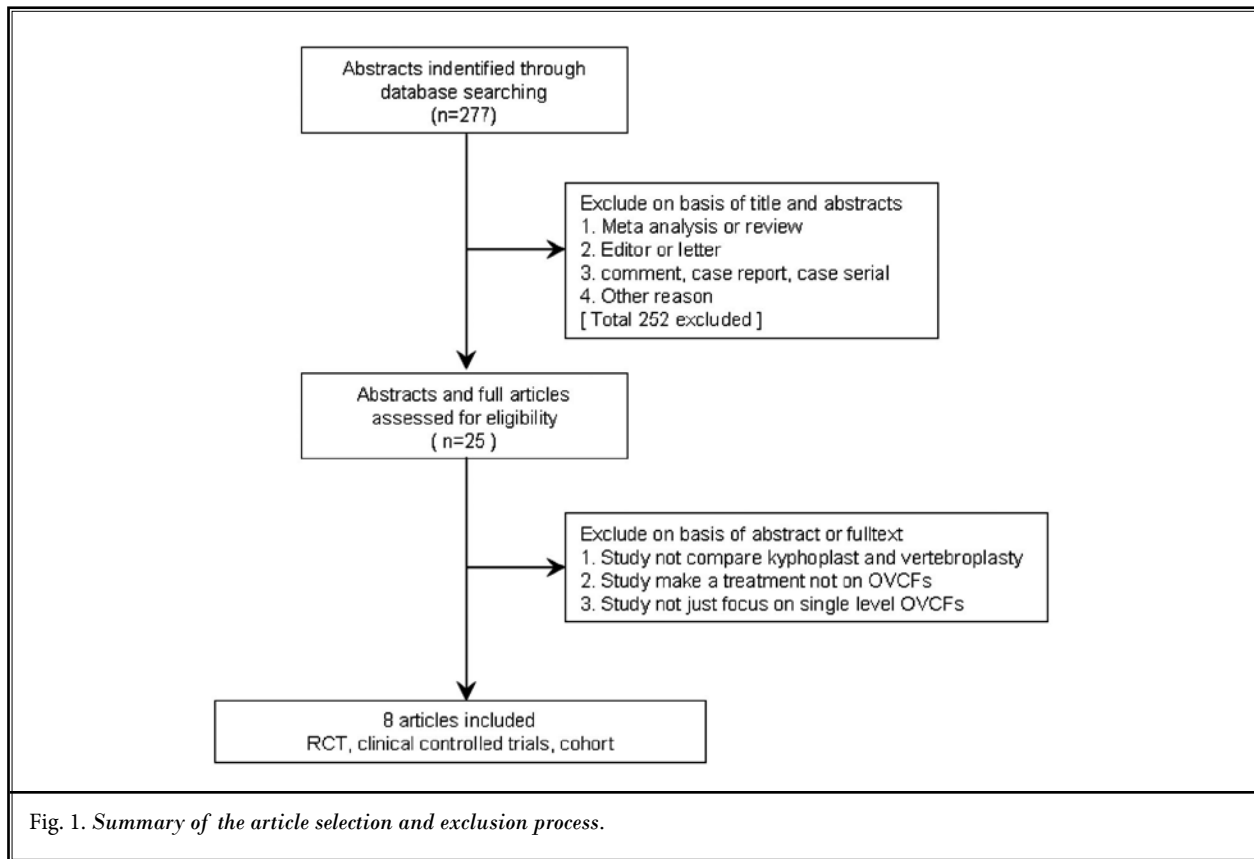 Abstracts indentified through
database searching
(n=277)
Exclude on basis of title and abstracts
1. Meta analysis or review
2. Editor or letter
3. comment, case report, case serial
4. Other reason
[ Total 252 excluded ]
Abstracts and full articles
assessed for eligibility
( n=25 )
Exclude on basis of abstract or fulltext
1. Study not compare kyphoplast and vertebroplasty
2. Study make a treatment not on OVCFs
3. Study not just focus on single level OVCFs
8 articles included
RCT, clinical controlled trials, cohort
Fig. 1. Summary of the article selection and exclusion process.